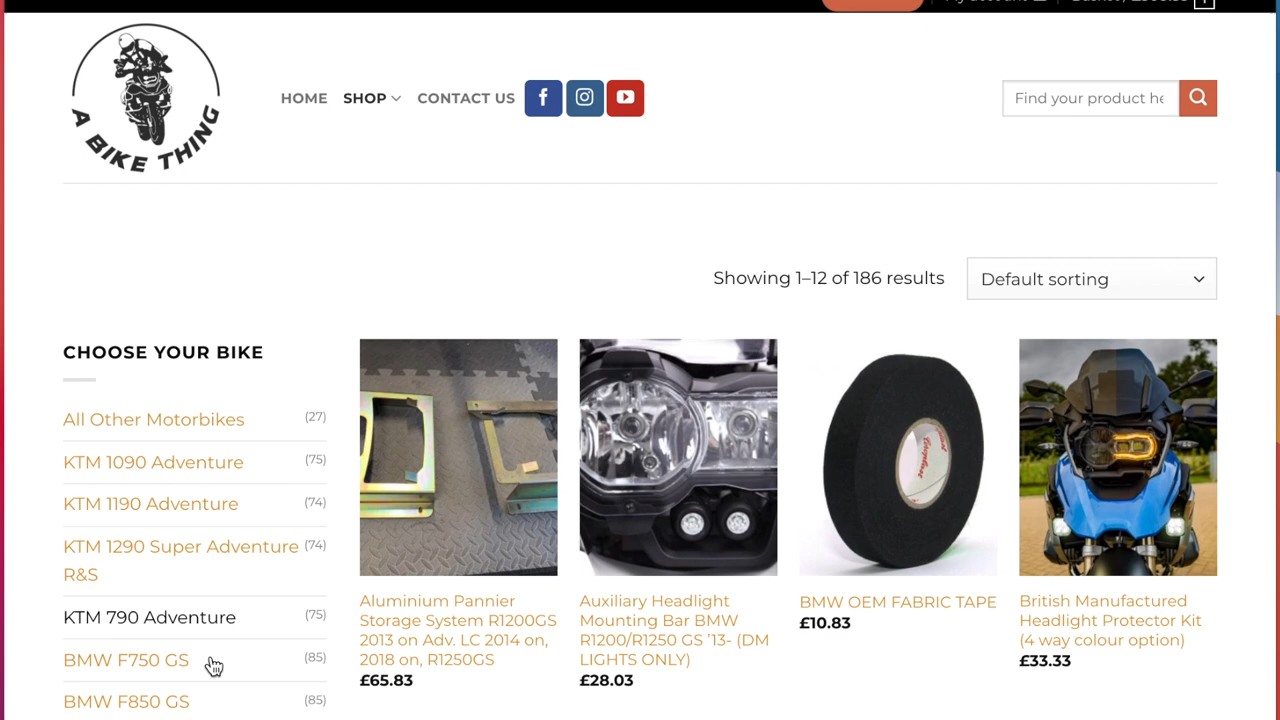 A BIKE THING
HOME
SHOP
CONTACT US
Find your product he
Showing 1–12 of 186 results
Default sorting
CHOOSE YOUR BIKE
All Other Motorbikes (27)
KTM 1090 Adventure (75)
KTM 1190 Adventure (74)
KTM 1290 Super Adventure (74)
R&S
KTM 790 Adventure (75)
BMW F750 GS (85)
BMW F850 GS (85)
Aluminium Pannier
Storage System R1200GS
2013 on Adv. LC 2014 on,
2018 on, R1250GS
£65.83
Auxiliary Headlight
Mounting Bar BMW
R1200/R1250 GS '13- (DM
LIGHTS ONLY)
£28.03
BMW OEM FABRIC TAPE
£10.83
British Manufactured
Headlight Protector Kit
(4 way colour option)
£33.33